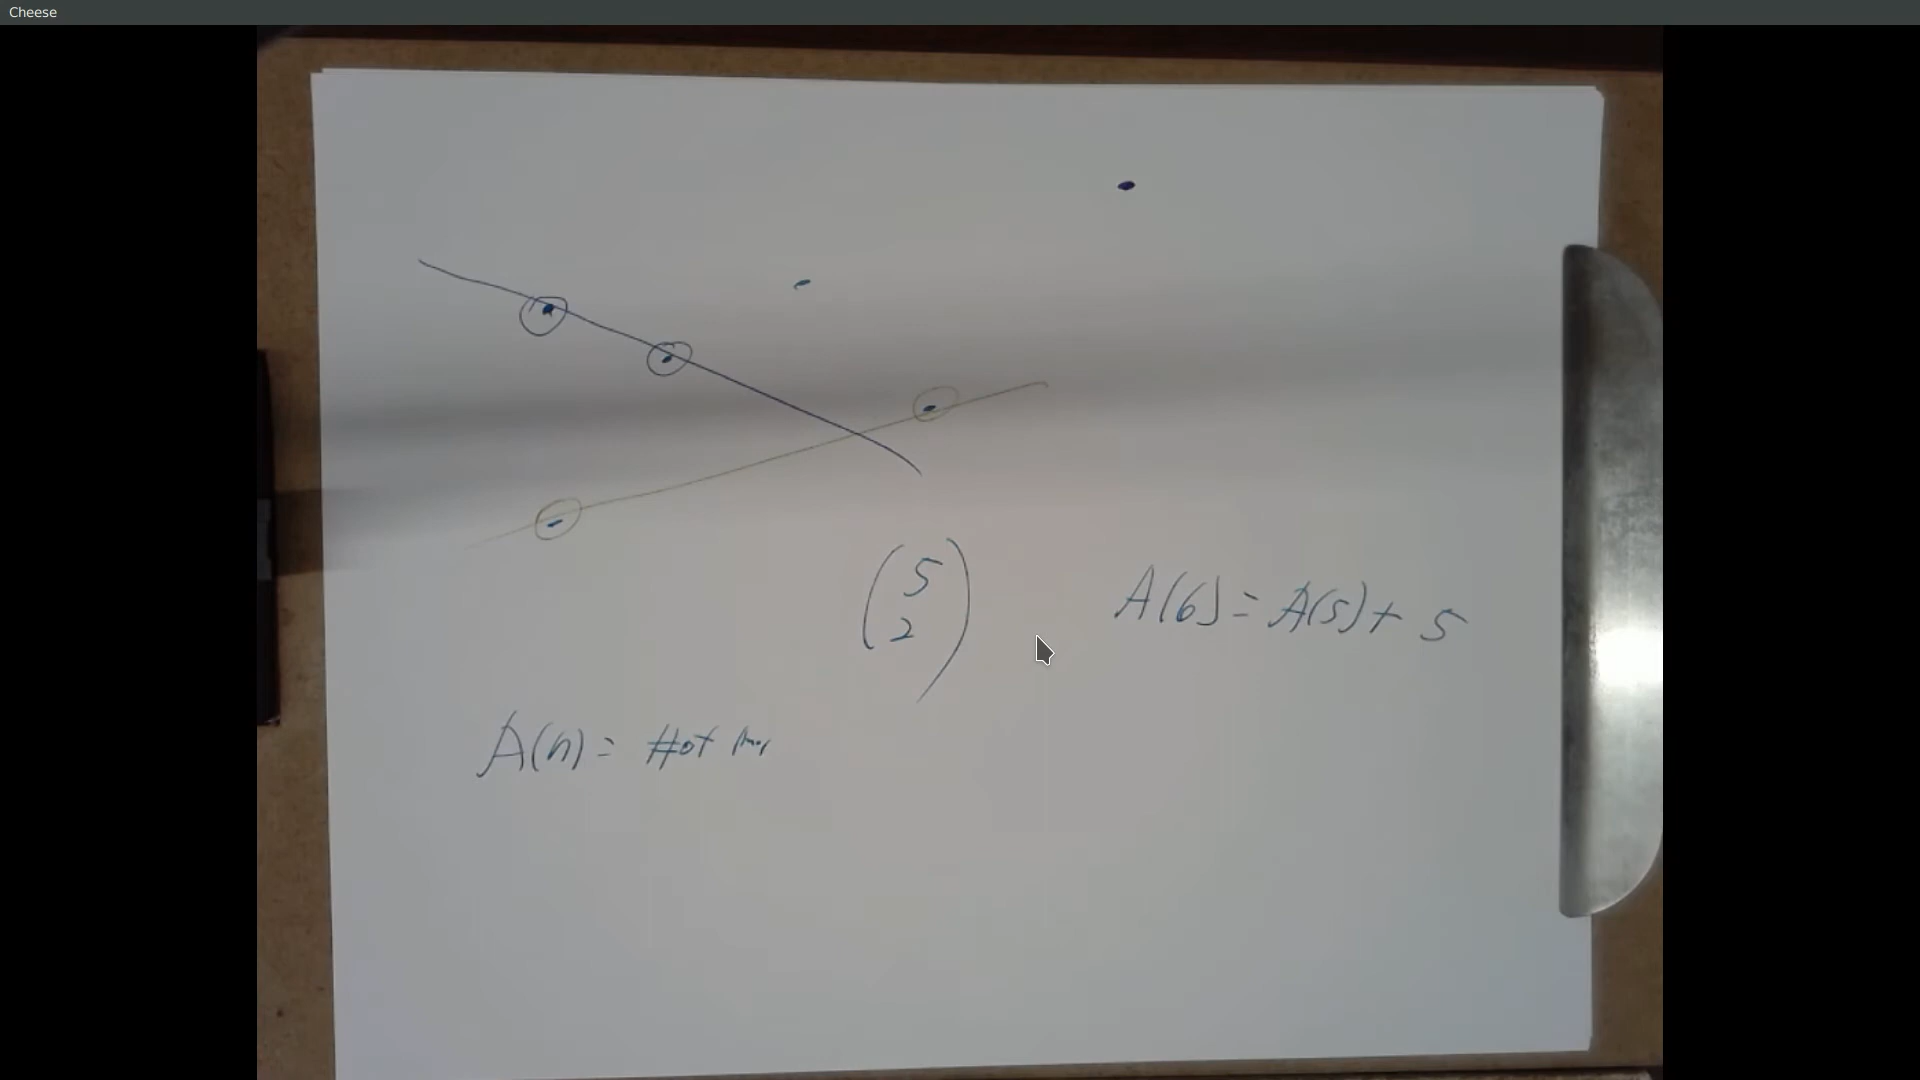 Cheese
( 5
2 )
A(6) = A(5) + 5
A(n) = # of